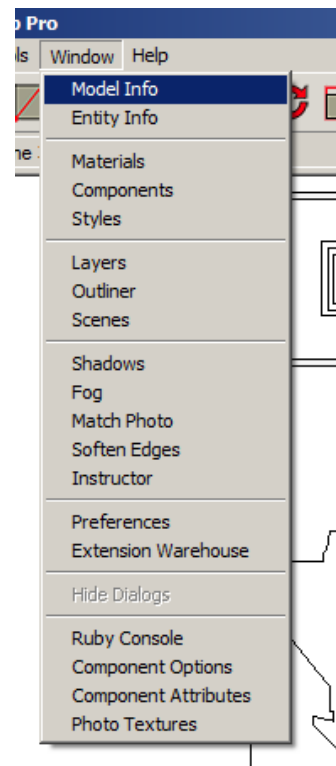 Pro
Window Help
Model Info
Entity Info
Materials
Components
Styles
Layers
Outliner
Scenes
Shadows
Fog
Match Photo
Soften Edges
Instructor
Preferences
Extension Warehouse
Hide Dialogs
Ruby Console
Component Options
Component Attributes
Photo Textures